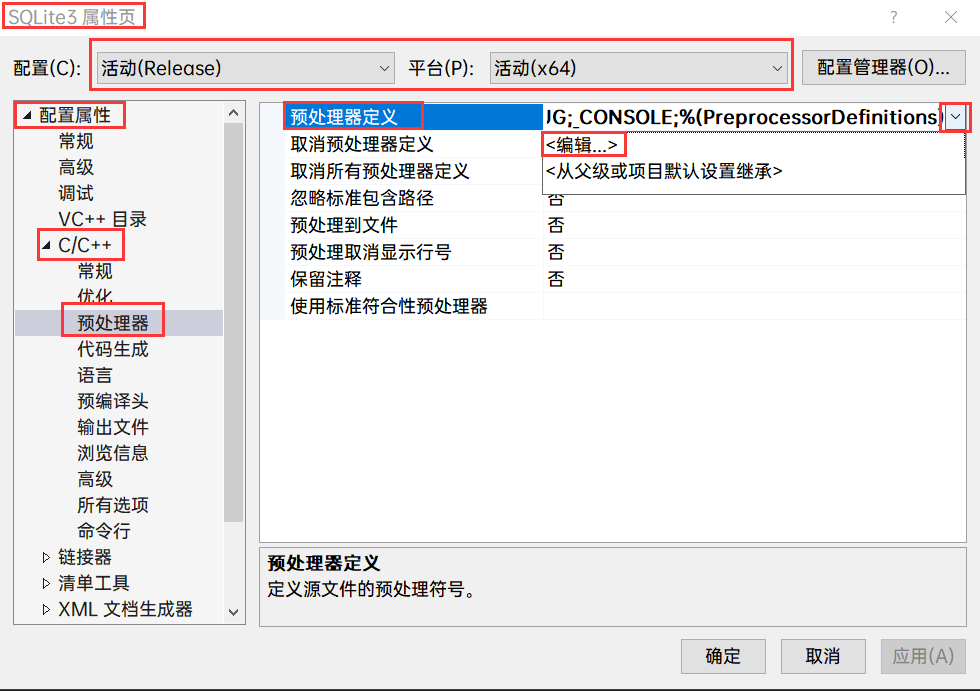 SQLite3 属性页
?
配置(C):
活动(Release)
平台(P):
活动(x64)
配置管理器(O)...
配置属性
常规
高级
调试
VC++ 目录
C/C++
常规
优化
预处理器
代码生成
语言
预编译头
输出文件
浏览信息
高级
所有选项
命令行
链接器
清单工具
XML 文档生成器
预处理器定义 JG;_CONSOLE;%(PreprocessorDefinitions)
取消预处理器定义
<编辑...>
取消所有预处理器定义
<从父级或项目默认设置继承>
忽略标准包含路径 否
预处理到文件 否
预处理取消显示行号 否
保留注释 否
使用标准符合性预处理器
预处理器定义
定义源文件的预处理符号。
确定
取消
应用(A)